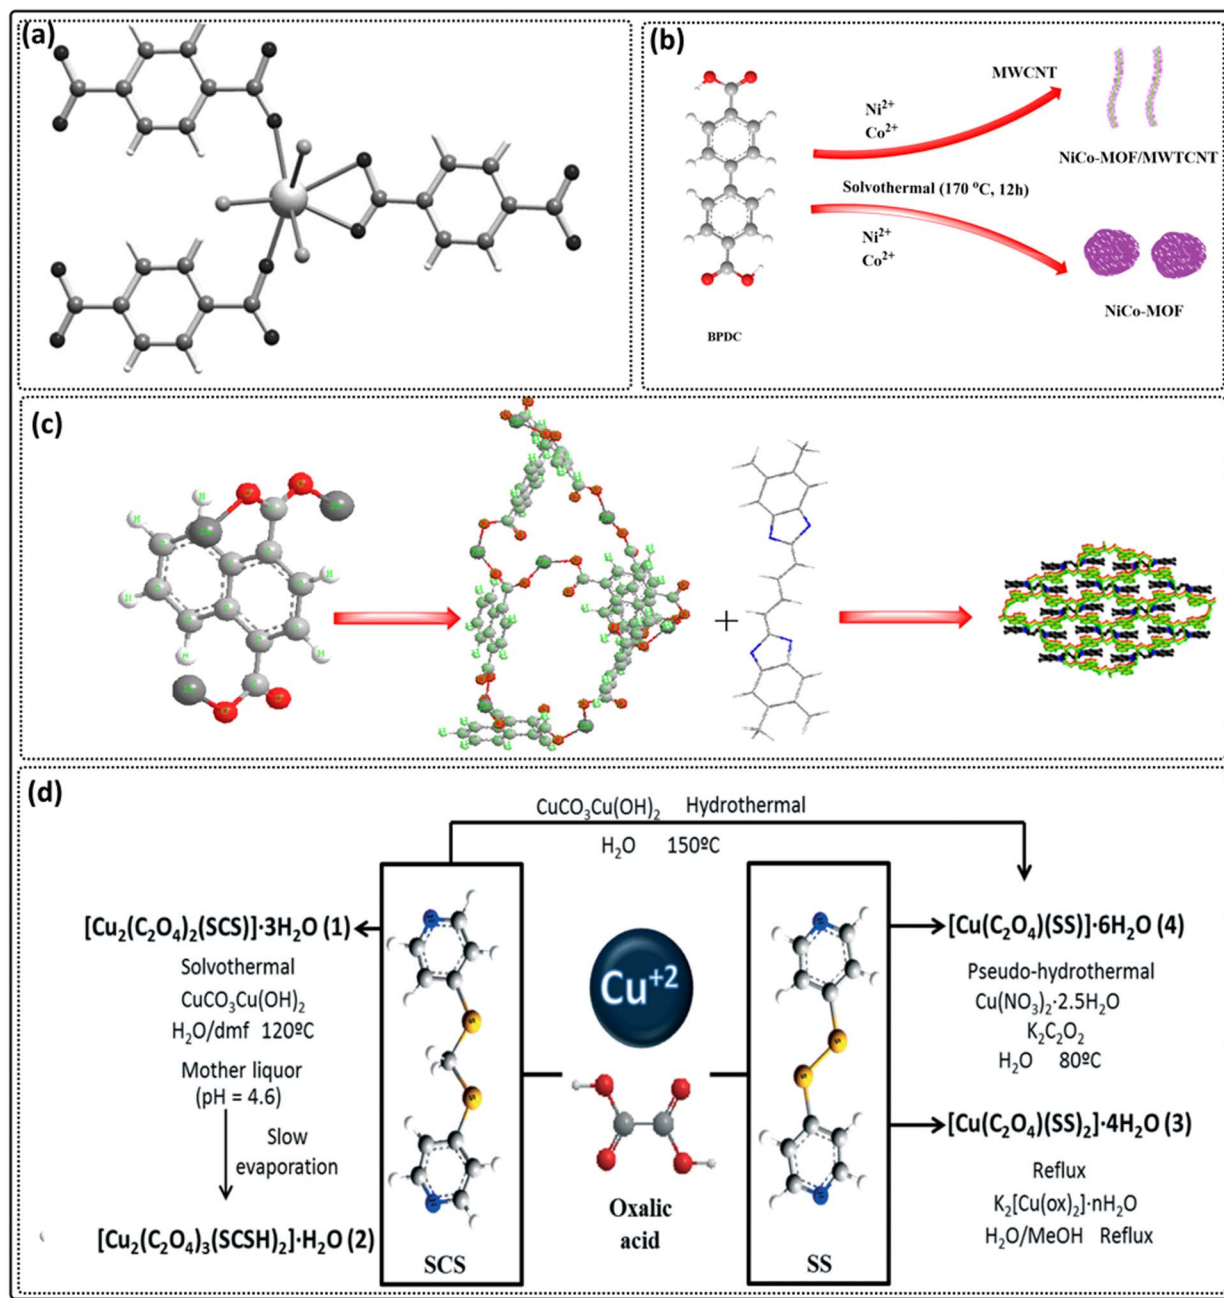 (a)
(b)
MWCNT
Ni²⁺
Co²⁺
NiCo-MOF/MWTCNT
Solvothermal (170 °C, 12h)
Ni²⁺
Co²⁺
NiCo-MOF
BPDC
(c)
+
(d)
CuCO₃Cu(OH)₂ Hydrothermal
H₂O 150ºC
[Cu₂(C₂O₄)₂(SCS)]·3H₂O (1)
Solvothermal
CuCO₃Cu(OH)₂
H₂O/dmf 120ºC
Mother liquor
(pH = 4.6)
Slow
evaporation
[Cu₂(C₂O₄)₃(SCSH)₂]·H₂O (2)
SCS
Cu⁺²
Oxalic
acid
SS
[Cu(C₂O₄)(SS)]·6H₂O (4)
Pseudo-hydrothermal
Cu(NO₃)₂·2.5H₂O
K₂C₂O₂
H₂O 80ºC
[Cu(C₂O₄)(SS)₂]·4H₂O (3)
Reflux
K₂[Cu(ox)₂]·nH₂O
H₂O/MeOH Reflux